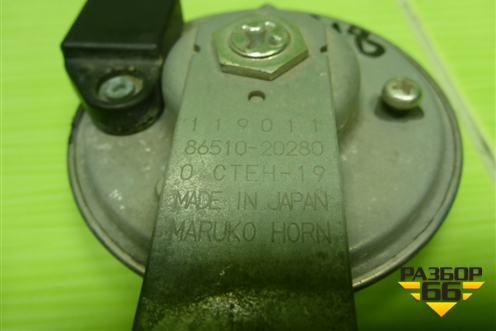 119011
86510-20280
0 CTEH-19
MADE IN JAPAN
MARUKO HORN
РАЗБОР
66